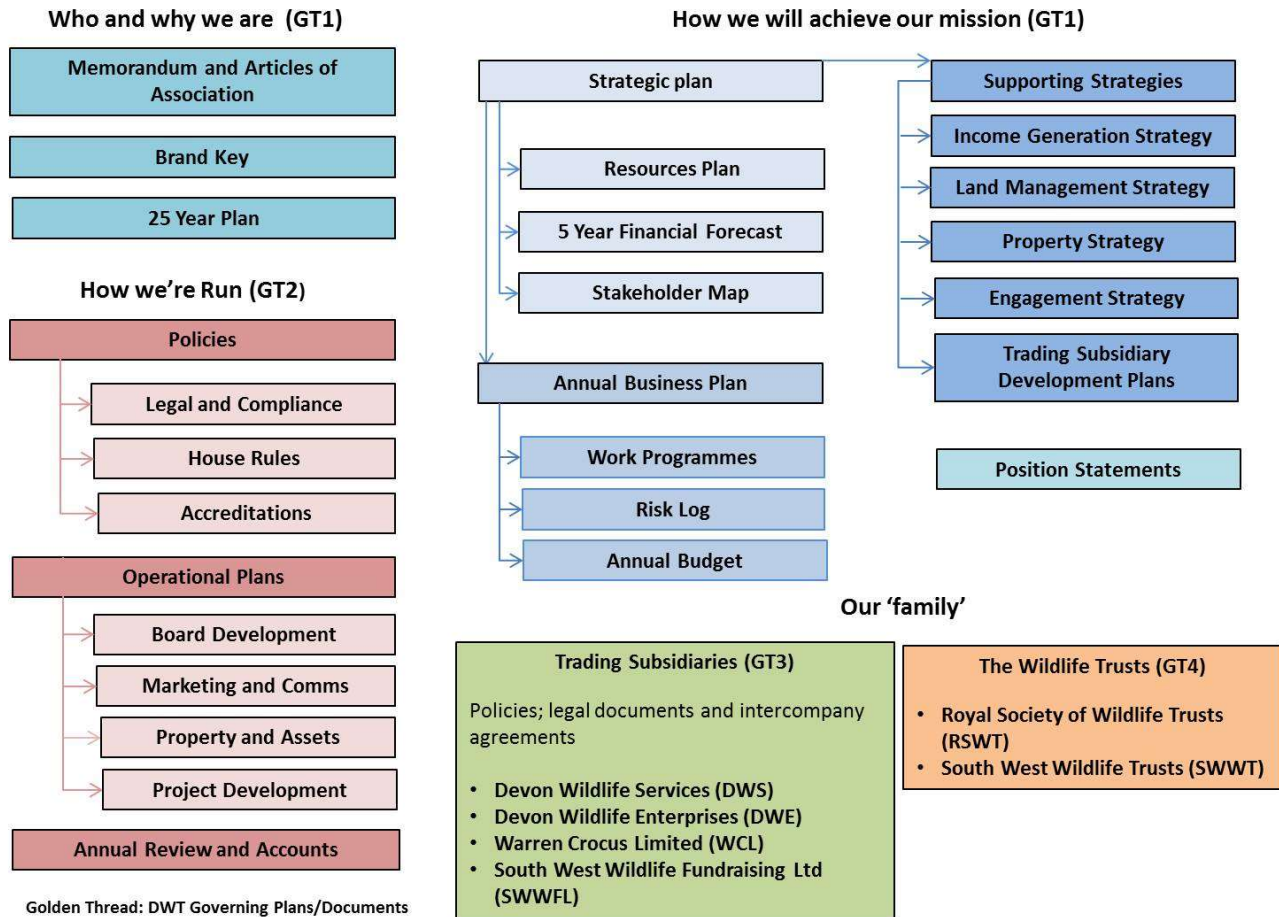 Who and why we are (GT1)
Memorandum and Articles of
Association
Brand Key
25 Year Plan
How we're Run (GT2)
Policies
Legal and Compliance
House Rules
Accreditations
Operational Plans
Board Development
Marketing and Comms
Property and Assets
Project Development
Annual Review and Accounts
Golden Thread: DWT Governing Plans/Documents
How we will achieve our mission (GT1)
Strategic plan
Resources Plan
5 Year Financial Forecast
Stakeholder Map
Annual Business Plan
Work Programmes
Risk Log
Annual Budget
Supporting Strategies
Income Generation Strategy
Land Management Strategy
Property Strategy
Engagement Strategy
Trading Subsidiary
Development Plans
Position Statements
Our ‘family’
Trading Subsidiaries (GT3)
Policies; legal documents and intercompany
agreements
• Devon Wildlife Services (DWS)
• Devon Wildlife Enterprises (DWE)
• Warren Crocus Limited (WCL)
• South West Wildlife Fundraising Ltd
(SWWFL)
The Wildlife Trusts (GT4)
• Royal Society of Wildlife Trusts
(RSWT)
• South West Wildlife Trusts (SWWT)